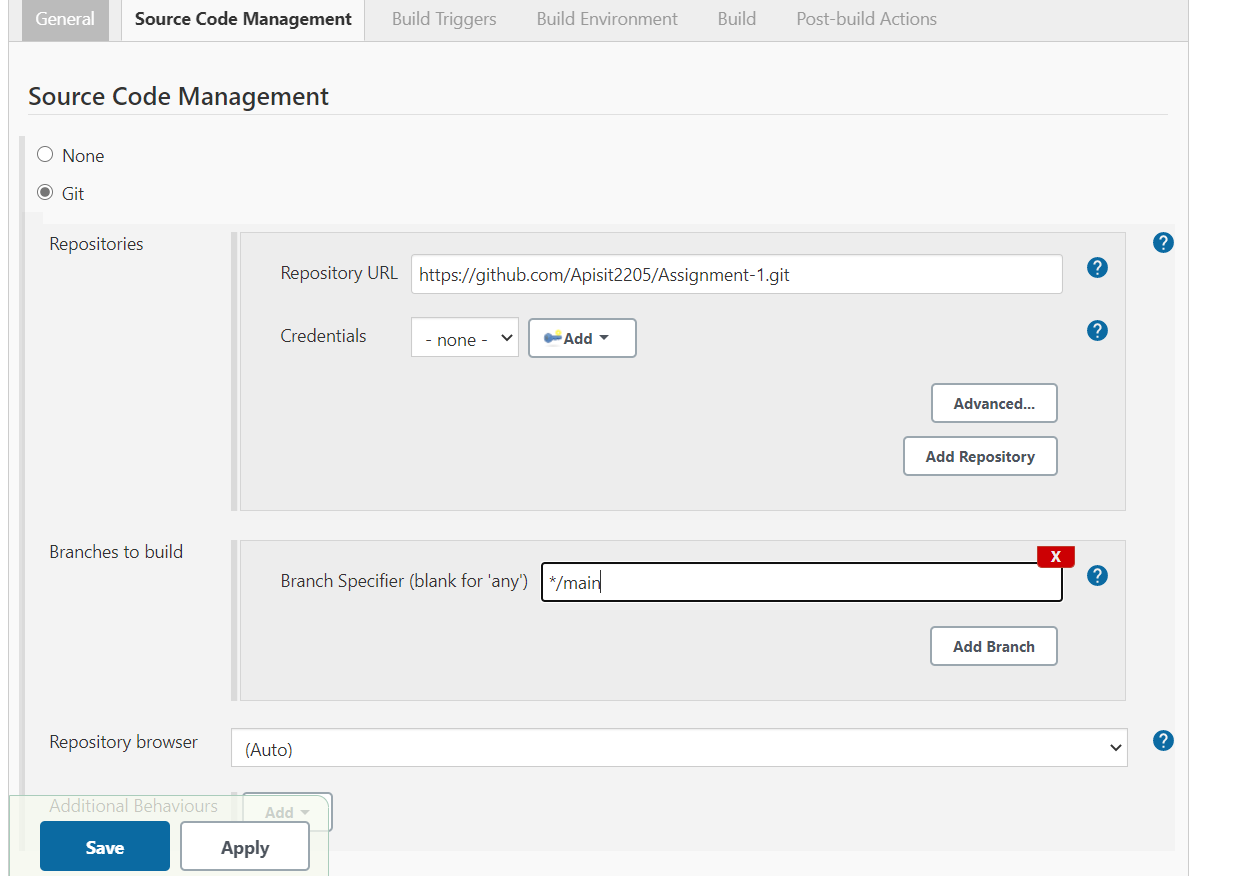 General Source Code Management Build Triggers Build Environment Build Post-build Actions
Source Code Management
None
Git
Repositories ?
Repository URL https://github.com/Apisit2205/Assignment-1.git ?
Credentials - none - Add ?
Advanced...
Add Repository
Branches to build X
Branch Specifier (blank for 'any') */main ?
Add Branch
Repository browser (Auto) ?
Additional Behaviours Add
Save Apply